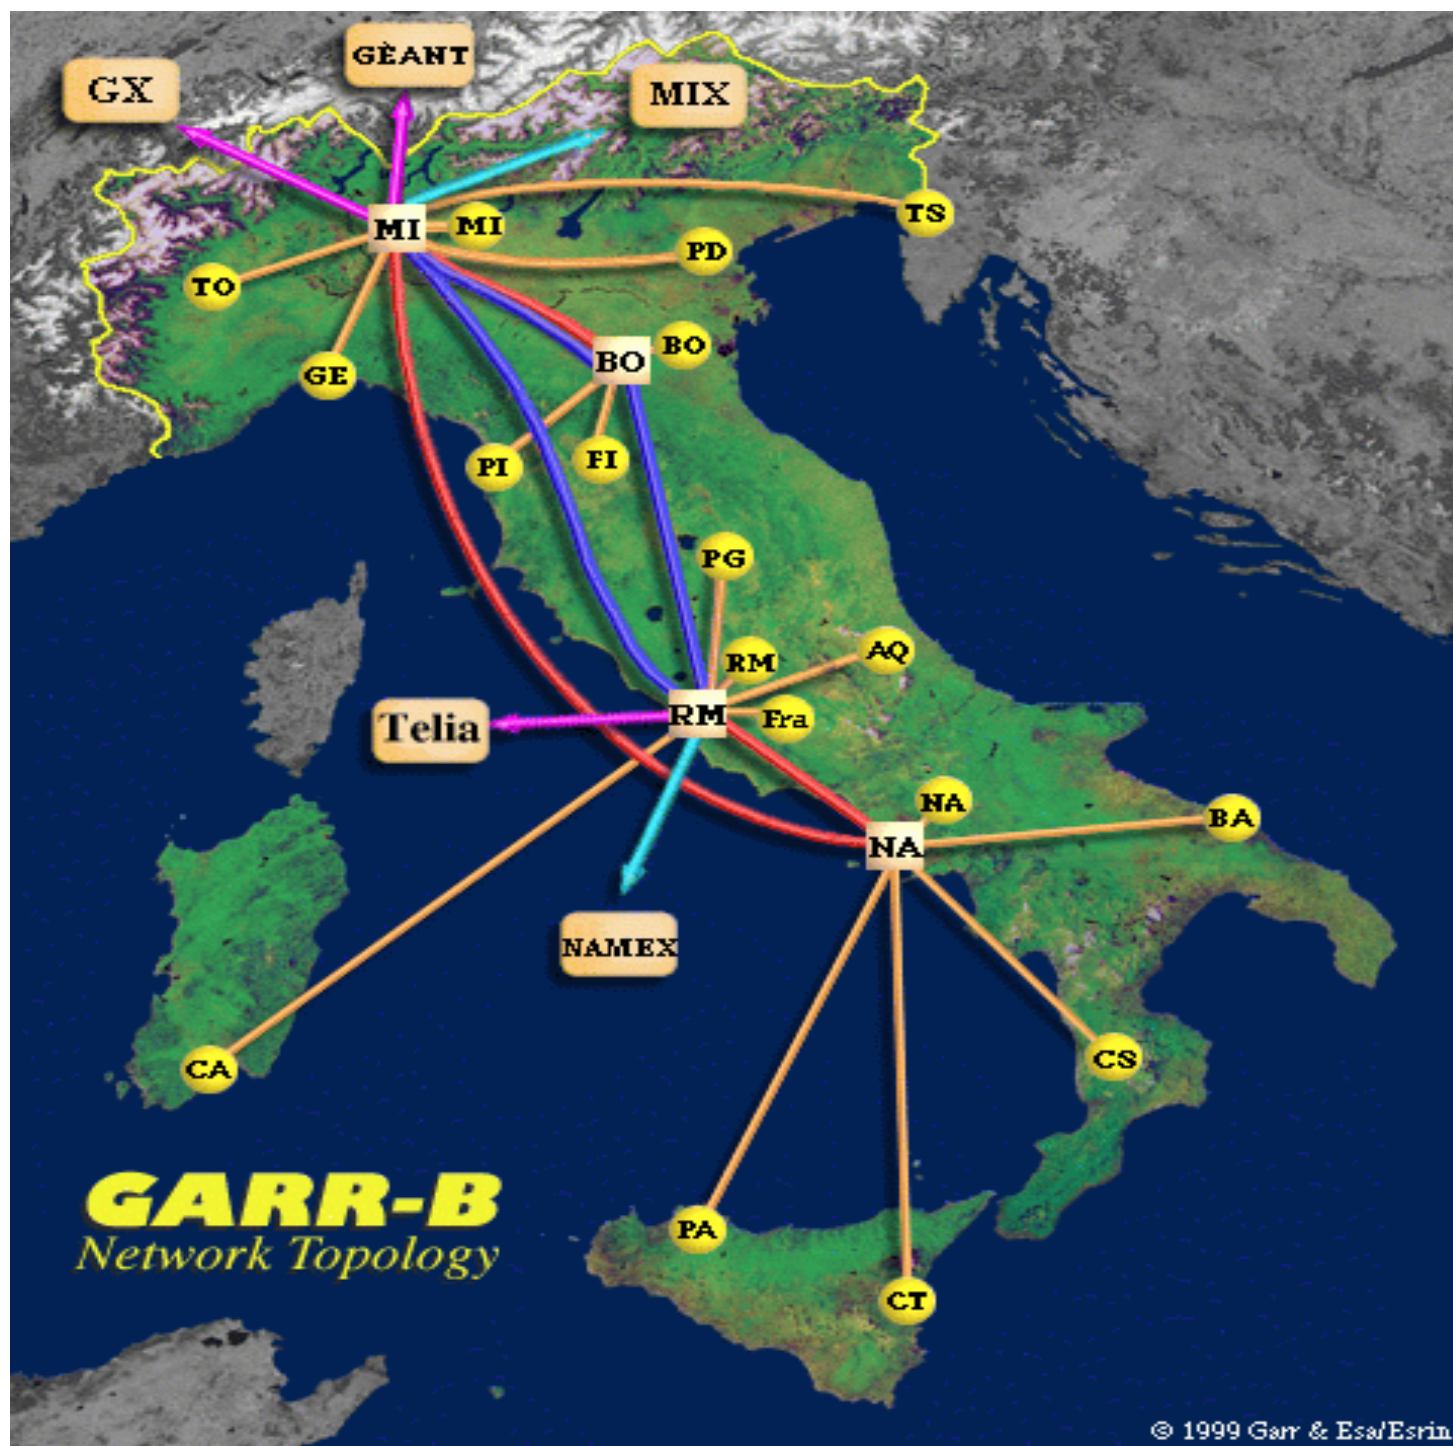 GÈANT
GX
MIX
MI
MI
TS
PD
TO
BO
BO
GE
PI
FI
PG
RM
AQ
RM
Fra
Telia
NA
BA
NA
NAMEX
CS
CA
GARR-B
Network Topology
PA
CT
© 1999 Garr & Esa/Esrin